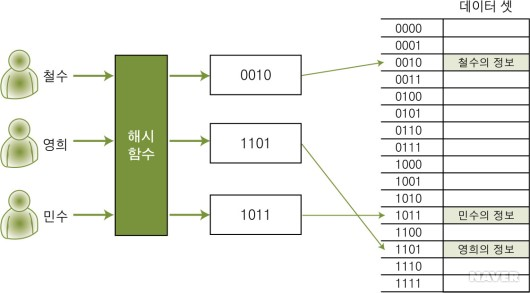 데이터 셋
철수
영희
민수
해시
함수
0010
1101
1011
0000
0001
0010 철수의 정보
0011
0100
0101
0110
0111
1000
1001
1010
1011 민수의 정보
1100
1101 영희의 정보
1110
1111
NAVER